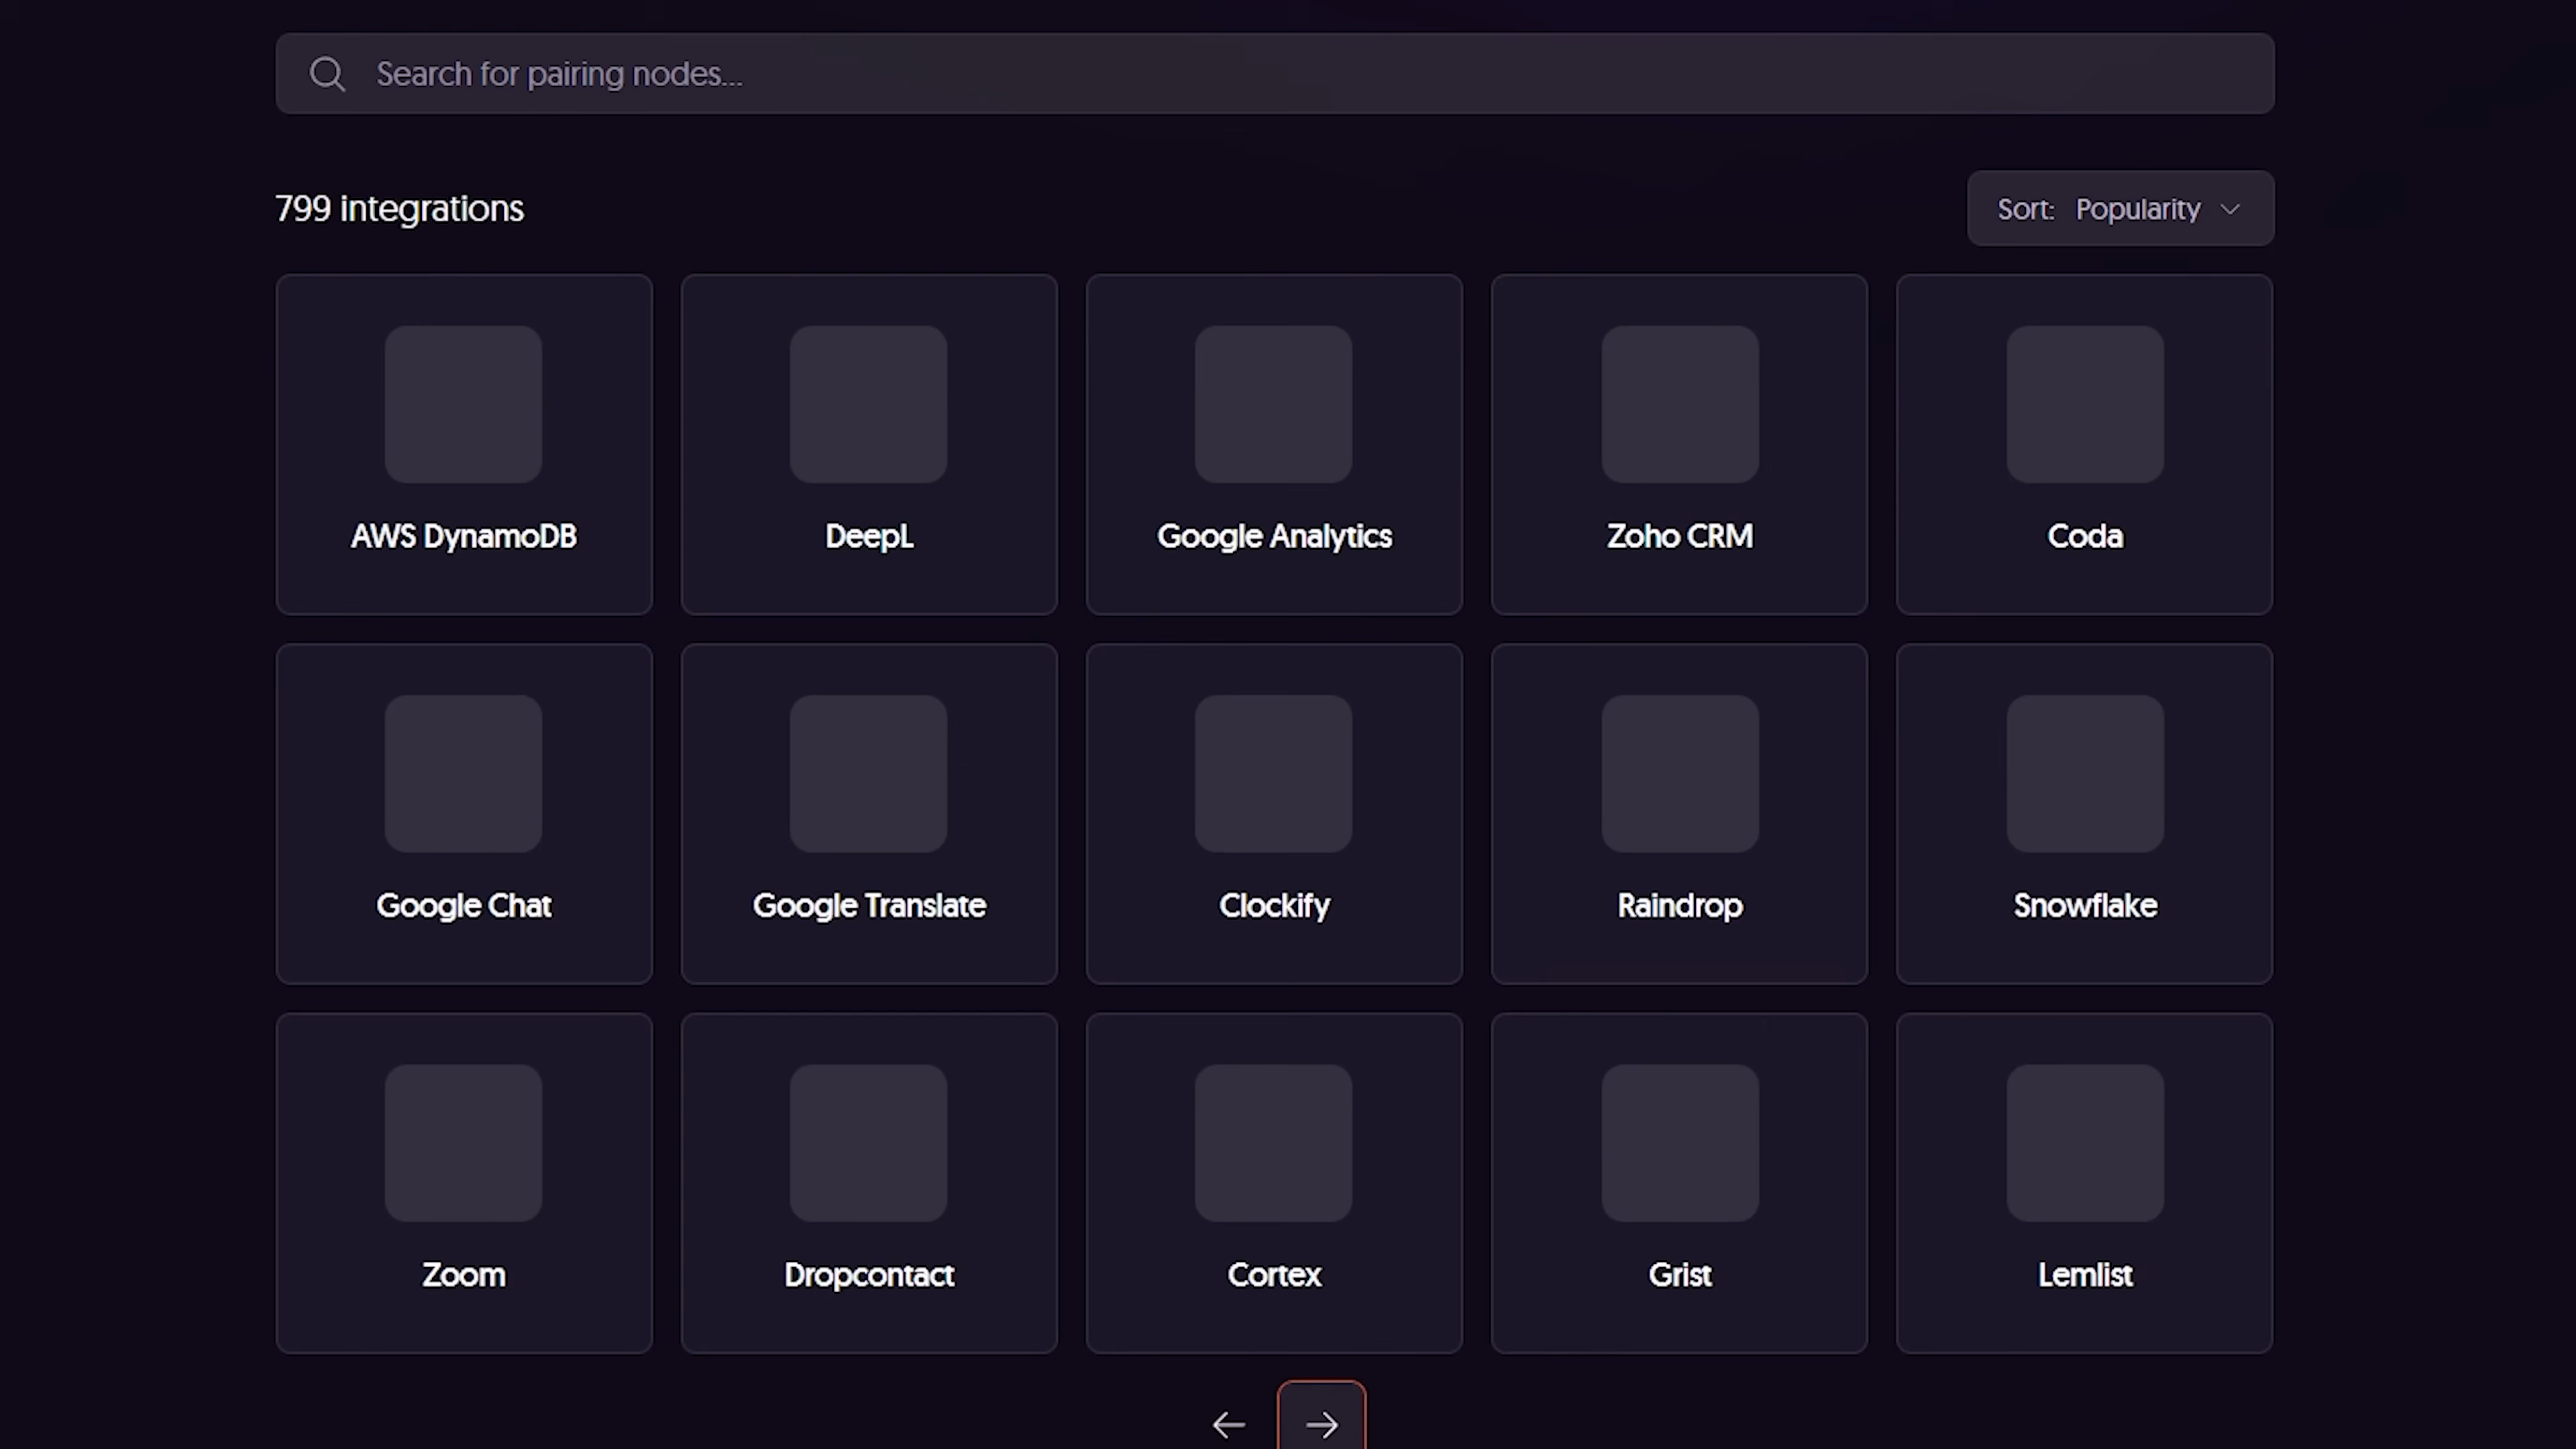 Search for pairing nodes...
799 integrations
Sort: Popularity
AWS DynamoDB
DeepL
Google Analytics
Zoho CRM
Coda
Google Chat
Google Translate
Clockify
Raindrop
Snowflake
Zoom
Dropcontact
Cortex
Grist
Lemlist